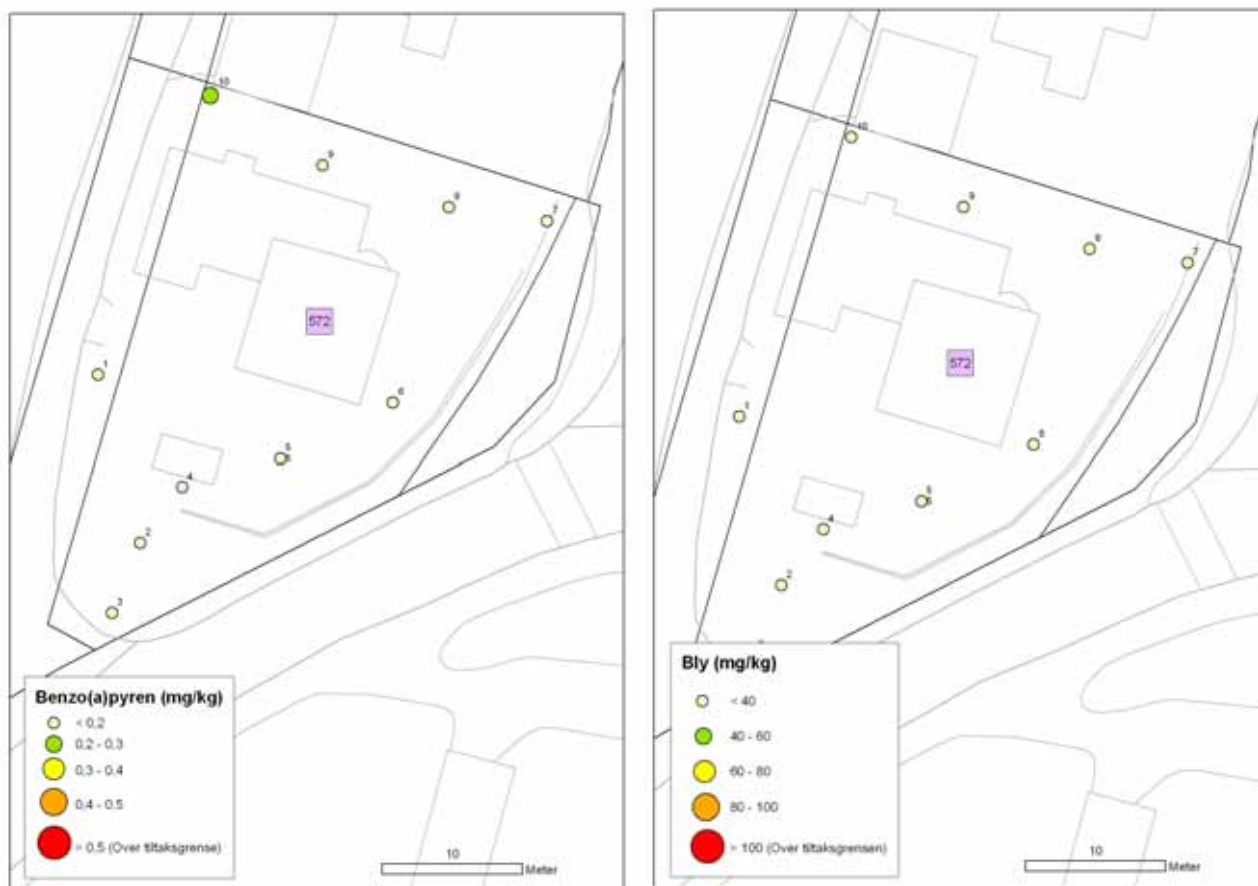 10
9
8
7
572
1
6
5
4
2
3
Benzo(a)pyren (mg/kg)
< 0,2
0,2 - 0,3
0,3 - 0,4
0,4 - 0,5
> 0.5 (Over tiltaksgrense)
10
Meter
10
9
8
7
572
1
6
5
4
2
Bly (mg/kg)
< 40
40 - 60
60 - 80
80 - 100
> 100 (Over tiltaksgrensen)
10
Meter